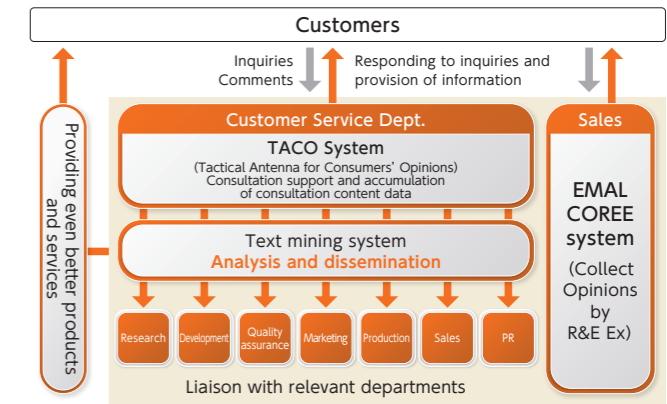 Customers
Inquiries
Comments
Responding to inquiries and
provision of information
Providing even better products
and services
Customer Service Dept.
TACO System
(Tactical Antenna for Consumers' Opinions)
Consultation support and accumulation
of consultation content data
Text mining system
Analysis and dissemination
Research
Development
Quality
assurance
Marketing
Production
Sales
PR
Liaison with relevant departments
Sales
EMAL
COREE
system
(Collect
Opinions
by
R&E Ex)